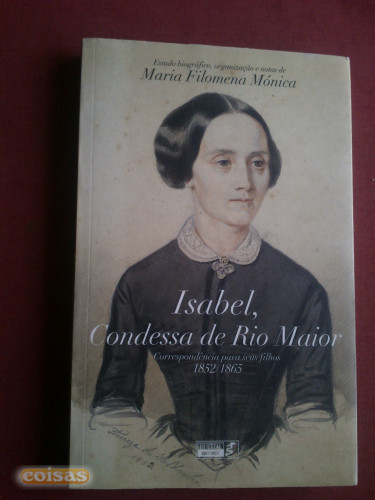 Estudo biográfico, organização e notas de
Maria Filomena Mónica
Isabel,
Condessa de Rio Maior
Correspondência para seus filhos
1852/1865
1852
coisas